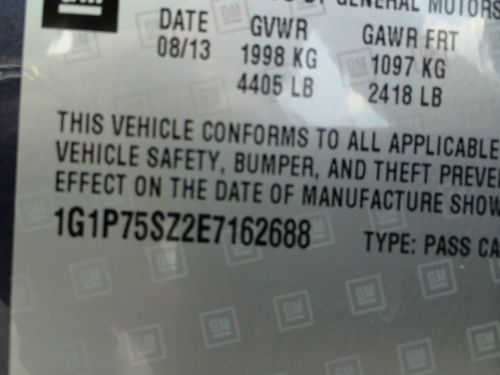 GM
BY GENERAL MOTORS
DATE GVWR GAWR FRT
08/13 1998 KG 1097 KG
4405 LB 2418 LB
THIS VEHICLE CONFORMS TO ALL APPLICABLE
VEHICLE SAFETY, BUMPER, AND THEFT PREVE
EFFECT ON THE DATE OF MANUFACTURE SHOW
1G1P75SZ2E7162688 TYPE: PASS CA